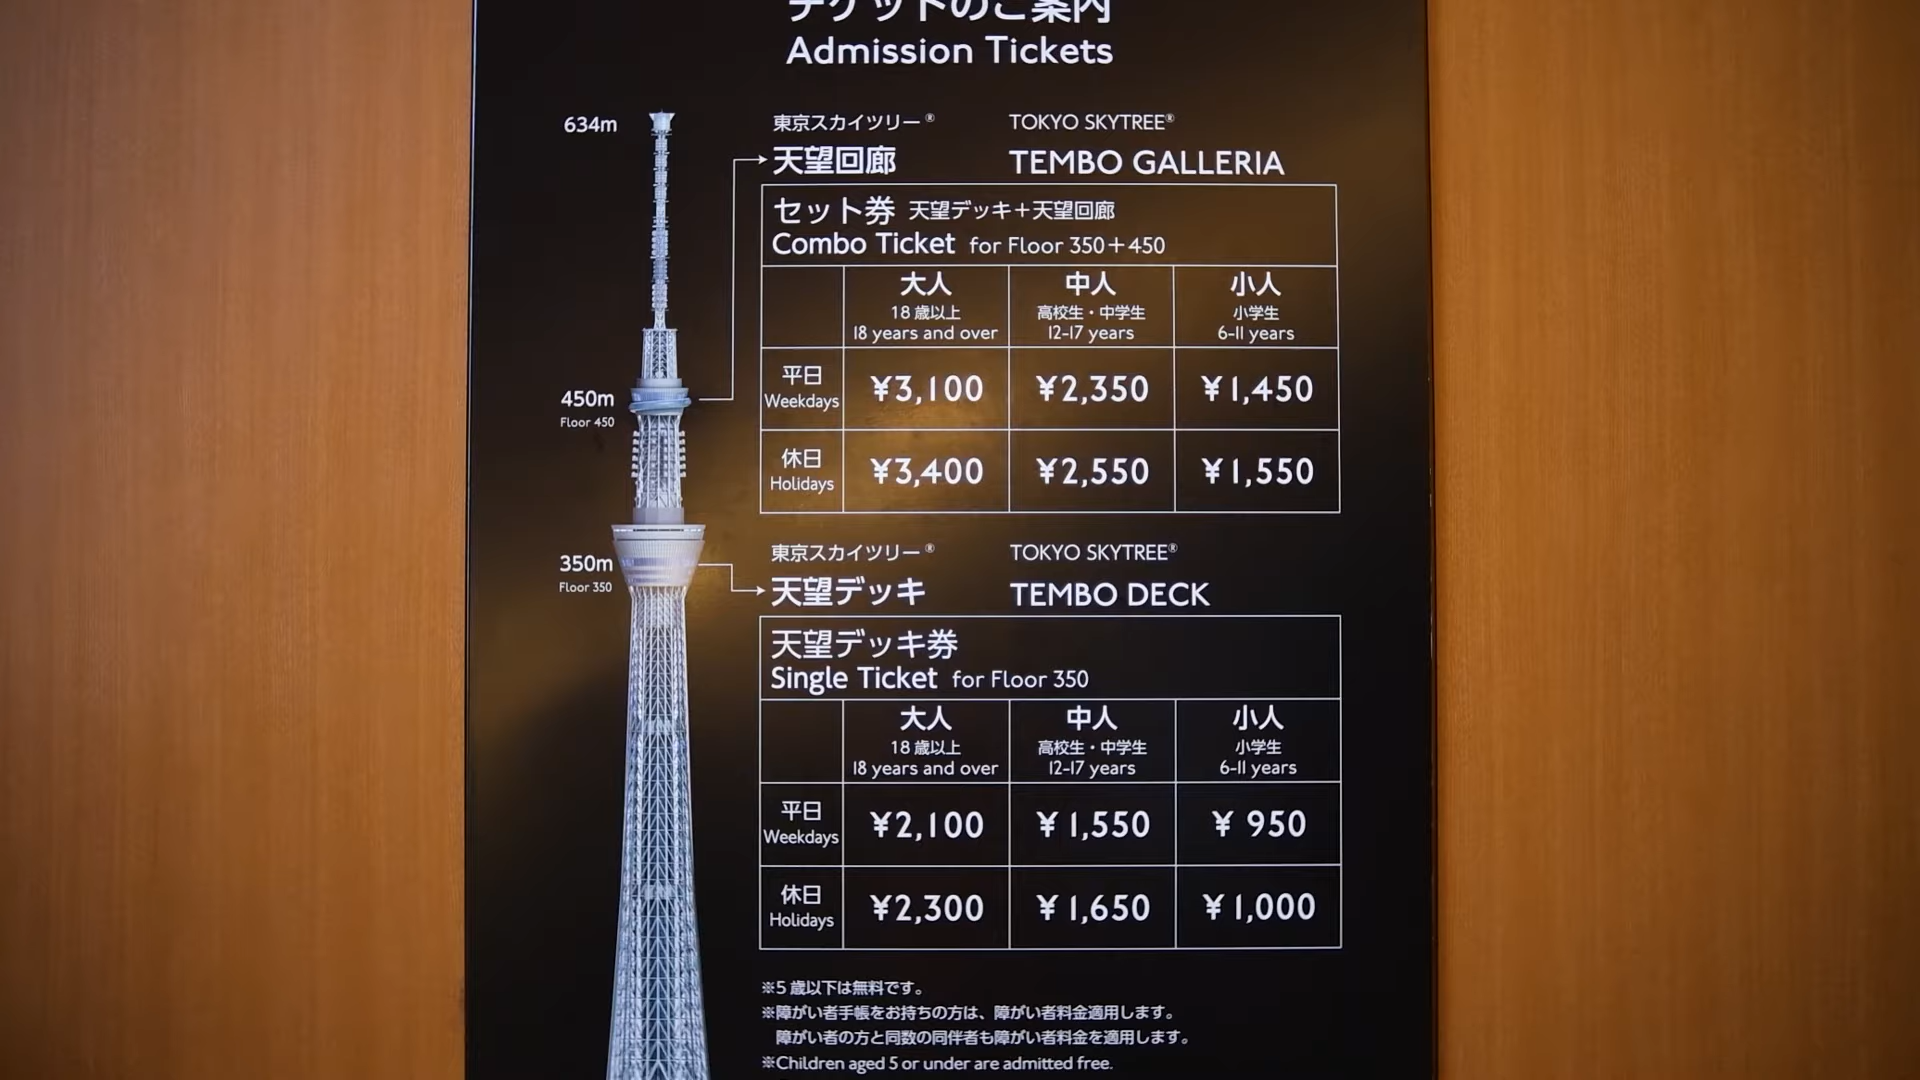 チケットのご案内
Admission Tickets
634m
東京スカイツリー® TOKYO SKYTREE®
天望回廊 TEMBO GALLERIA
セット券 天望デッキ+天望回廊
Combo Ticket for Floor 350+450
大人 中人 小人
18歳以上 高校生・中学生 小学生
18 years and over 12-17 years 6-11 years
450m
Floor 450
平日 ¥3,100 ¥2,350 ¥1,450
Weekdays
休日 ¥3,400 ¥2,550 ¥1,550
Holidays
350m
Floor 350
東京スカイツリー® TOKYO SKYTREE®
天望デッキ TEMBO DECK
天望デッキ券
Single Ticket for Floor 350
大人 中人 小人
18歳以上 高校生・中学生 小学生
18 years and over 12-17 years 6-11 years
平日 ¥2,100 ¥1,550 ¥ 950
Weekdays
休日 ¥2,300 ¥1,650 ¥1,000
Holidays
※5歳以下は無料です。
※障がい者手帳をお持ちの方は、障がい者料金適用します。
障がい者の方と同数の同伴者も障がい者料金を適用します。
※Children aged 5 or under are admitted free.